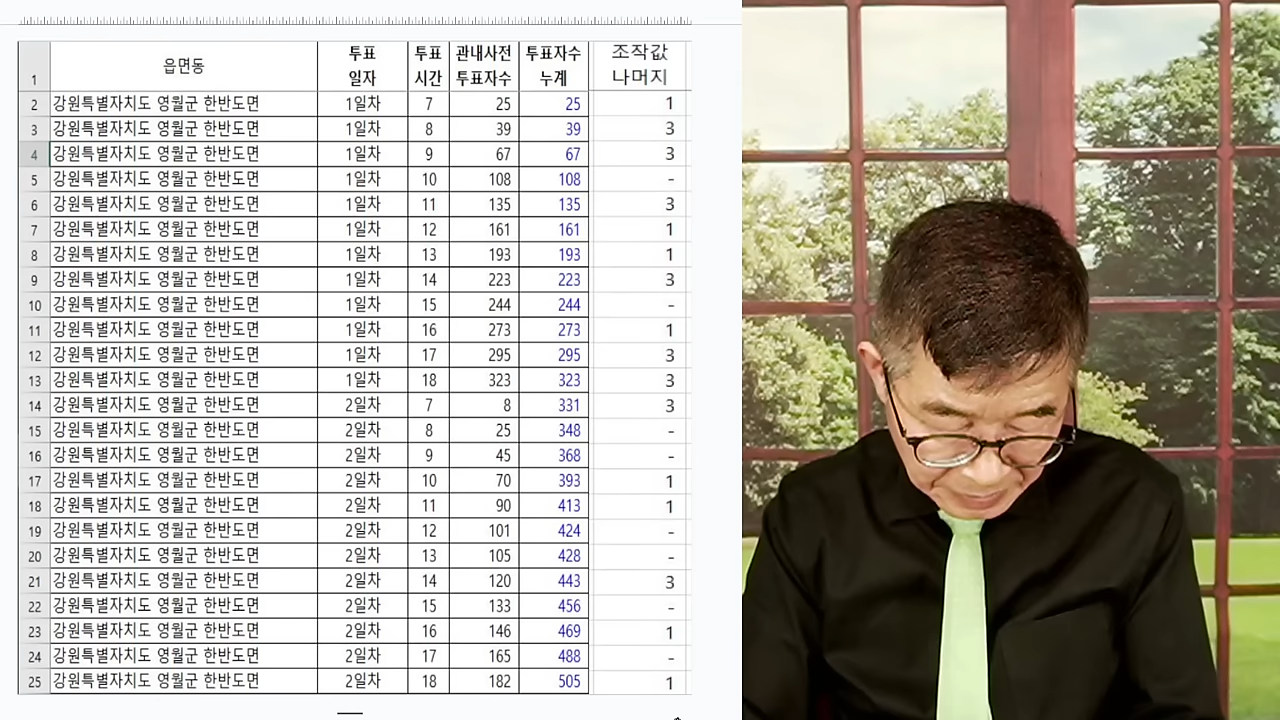 1 읍면동 투표 일자 투표 시간 관내사전 투표자수 투표자수 누계 조작값 나머지
2 강원특별자치도 영월군 한반도면 1일차 7 25 25 1
3 강원특별자치도 영월군 한반도면 1일차 8 39 39 3
4 강원특별자치도 영월군 한반도면 1일차 9 67 67 3
5 강원특별자치도 영월군 한반도면 1일차 10 108 108 -
6 강원특별자치도 영월군 한반도면 1일차 11 135 135 3
7 강원특별자치도 영월군 한반도면 1일차 12 161 161 1
8 강원특별자치도 영월군 한반도면 1일차 13 193 193 1
9 강원특별자치도 영월군 한반도면 1일차 14 223 223 3
10 강원특별자치도 영월군 한반도면 1일차 15 244 244 -
11 강원특별자치도 영월군 한반도면 1일차 16 273 273 1
12 강원특별자치도 영월군 한반도면 1일차 17 295 295 3
13 강원특별자치도 영월군 한반도면 1일차 18 323 323 3
14 강원특별자치도 영월군 한반도면 2일차 7 8 331 3
15 강원특별자치도 영월군 한반도면 2일차 8 25 348 -
16 강원특별자치도 영월군 한반도면 2일차 9 45 368 -
17 강원특별자치도 영월군 한반도면 2일차 10 70 393 1
18 강원특별자치도 영월군 한반도면 2일차 11 90 413 1
19 강원특별자치도 영월군 한반도면 2일차 12 101 424 -
20 강원특별자치도 영월군 한반도면 2일차 13 105 428 -
21 강원특별자치도 영월군 한반도면 2일차 14 120 443 3
22 강원특별자치도 영월군 한반도면 2일차 15 133 456 -
23 강원특별자치도 영월군 한반도면 2일차 16 146 469 1
24 강원특별자치도 영월군 한반도면 2일차 17 165 488 -
25 강원특별자치도 영월군 한반도면 2일차 18 182 505 1